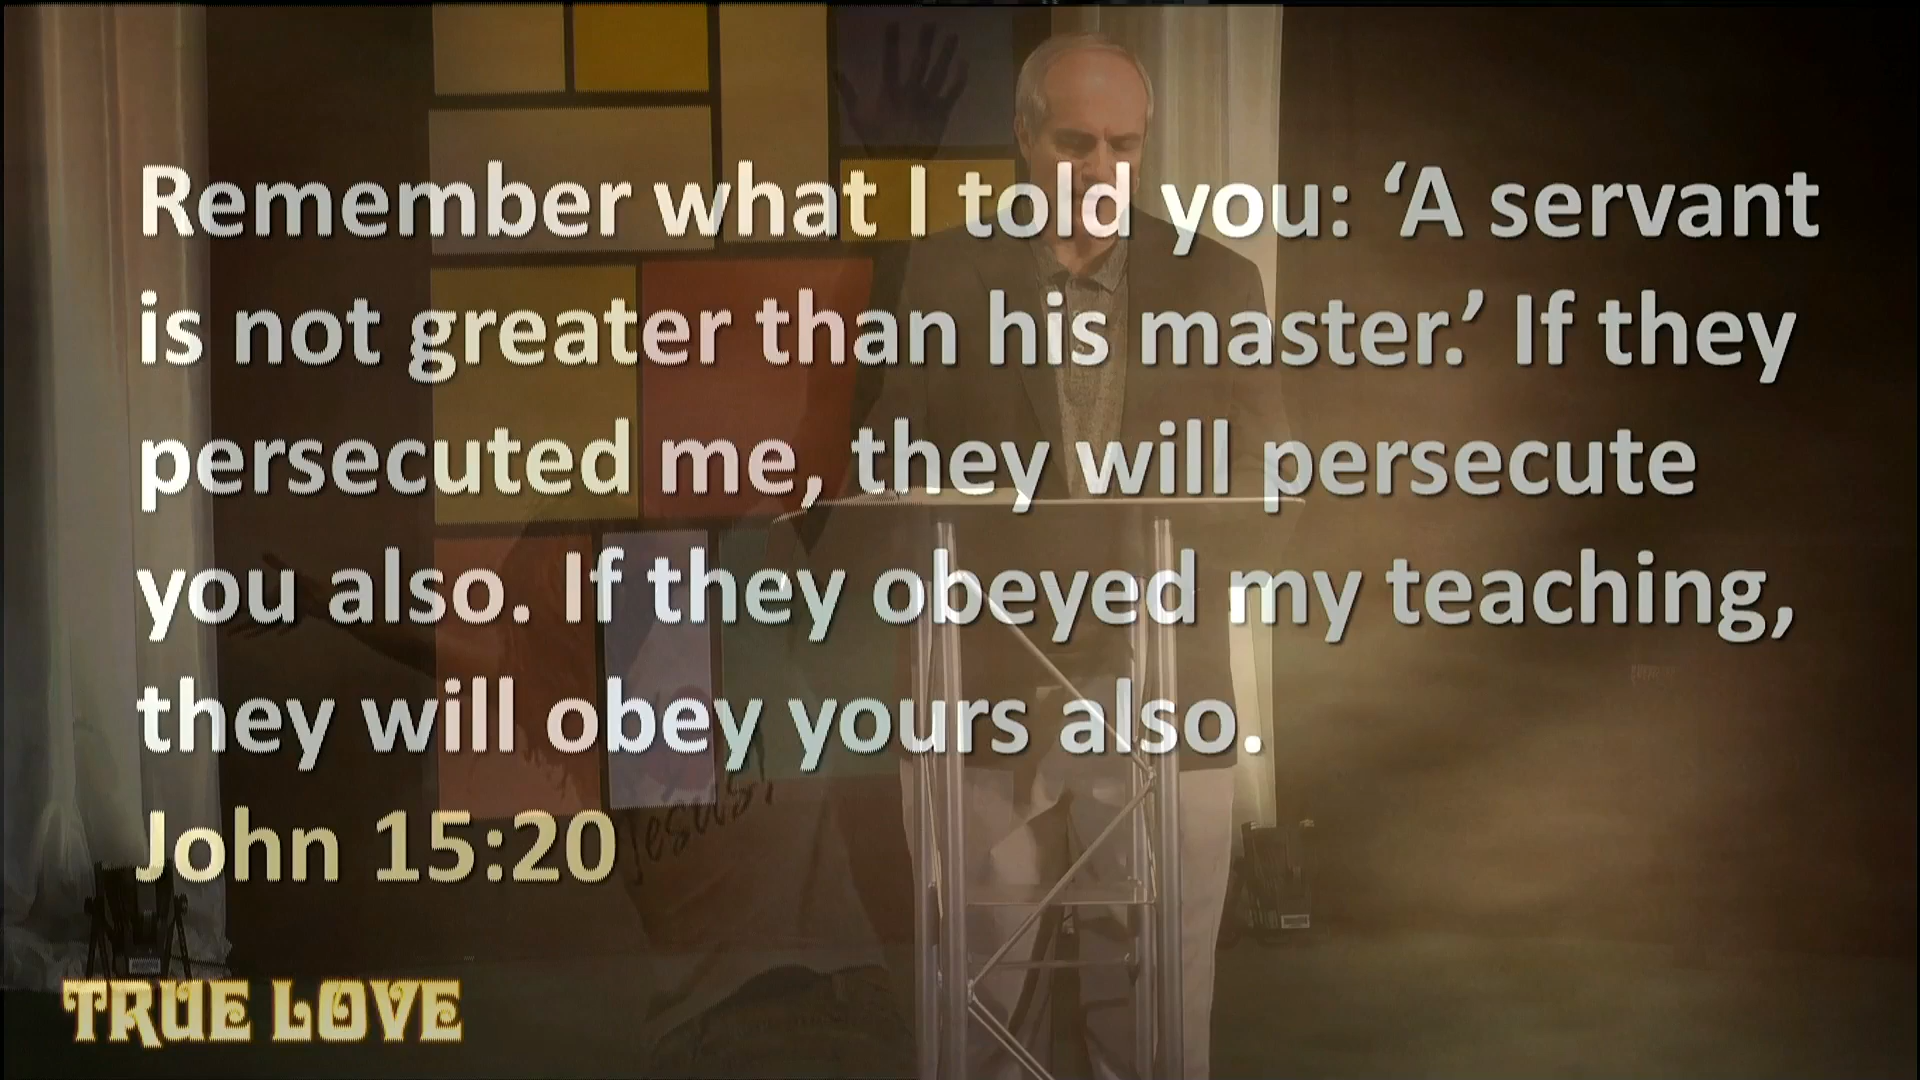 Remember what I told you: ‘A servant
is not greater than his master.’ If they
persecuted me, they will persecute
you also. If they obeyed my teaching,
they will obey yours also.
John 15:20
Jesus!
TRUE LOVE